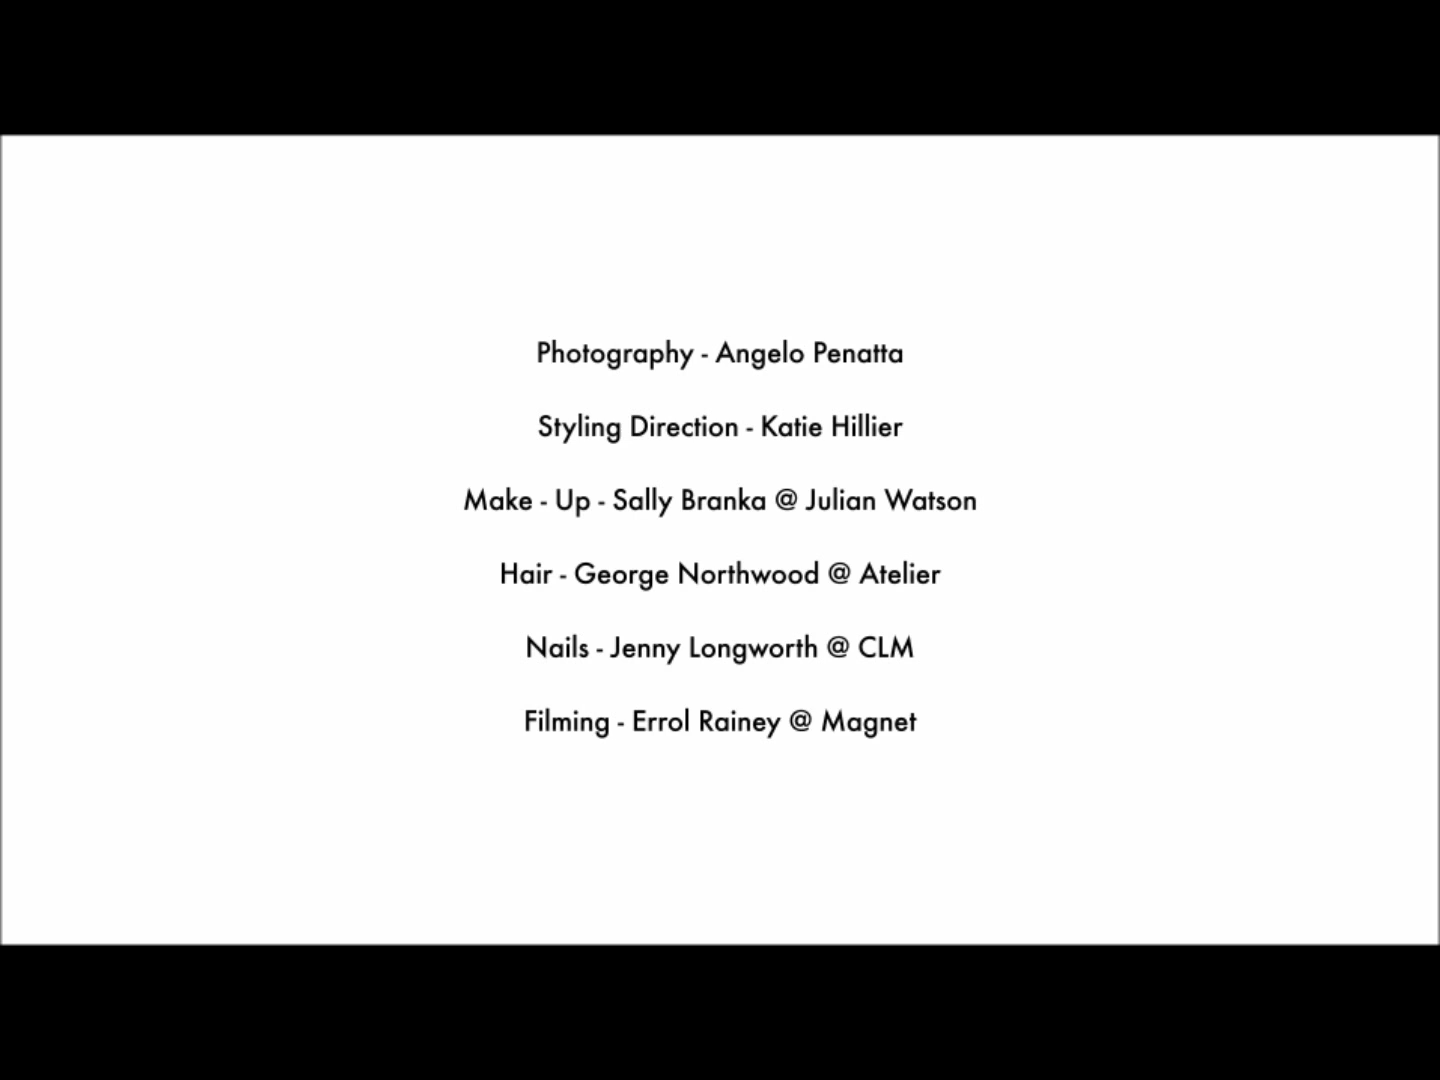 Photography - Angelo Penatta
Styling Direction - Katie Hillier
Make - Up - Sally Branka @ Julian Watson
Hair - George Northwood @ Atelier
Nails - Jenny Longworth @ CLM
Filming - Errol Rainey @ Magnet